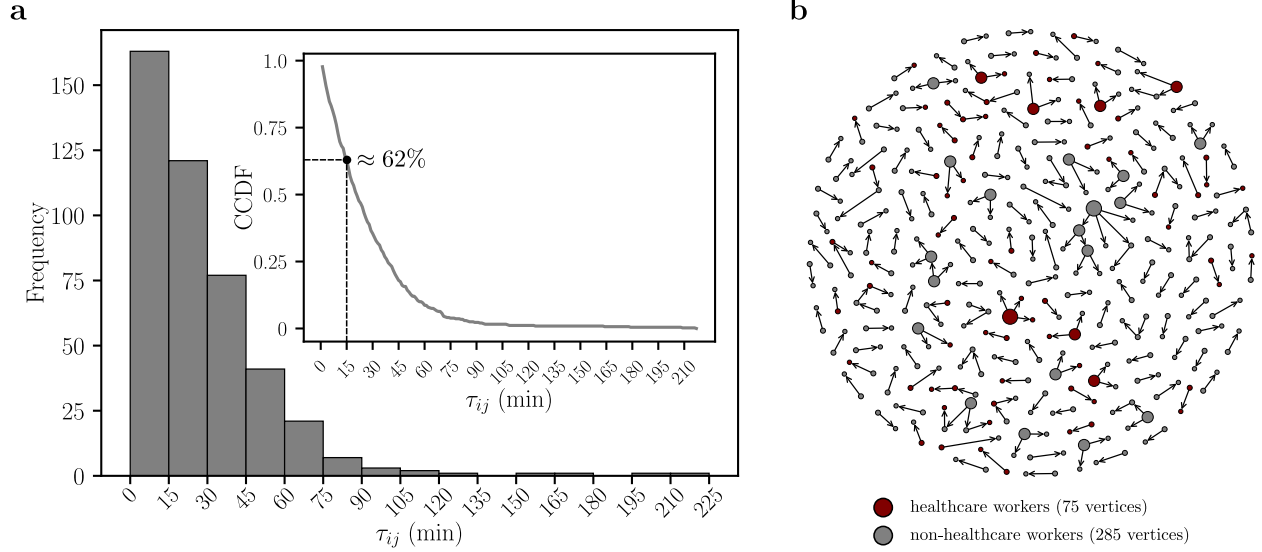 a
b
Frequency
150
125
100
75
50
25
0
0 15 30 45 60 75 90 105 120 135 150 165 180 195 210 225
τij (min)
CCDF
1.0
0.75
0.5
0.25
0
≈ 62%
0 15 30 45 60 75 90 105 120 135 150 165 180 195 210
τij (min)
healthcare workers (75 vertices)
non-healthcare workers (285 vertices)